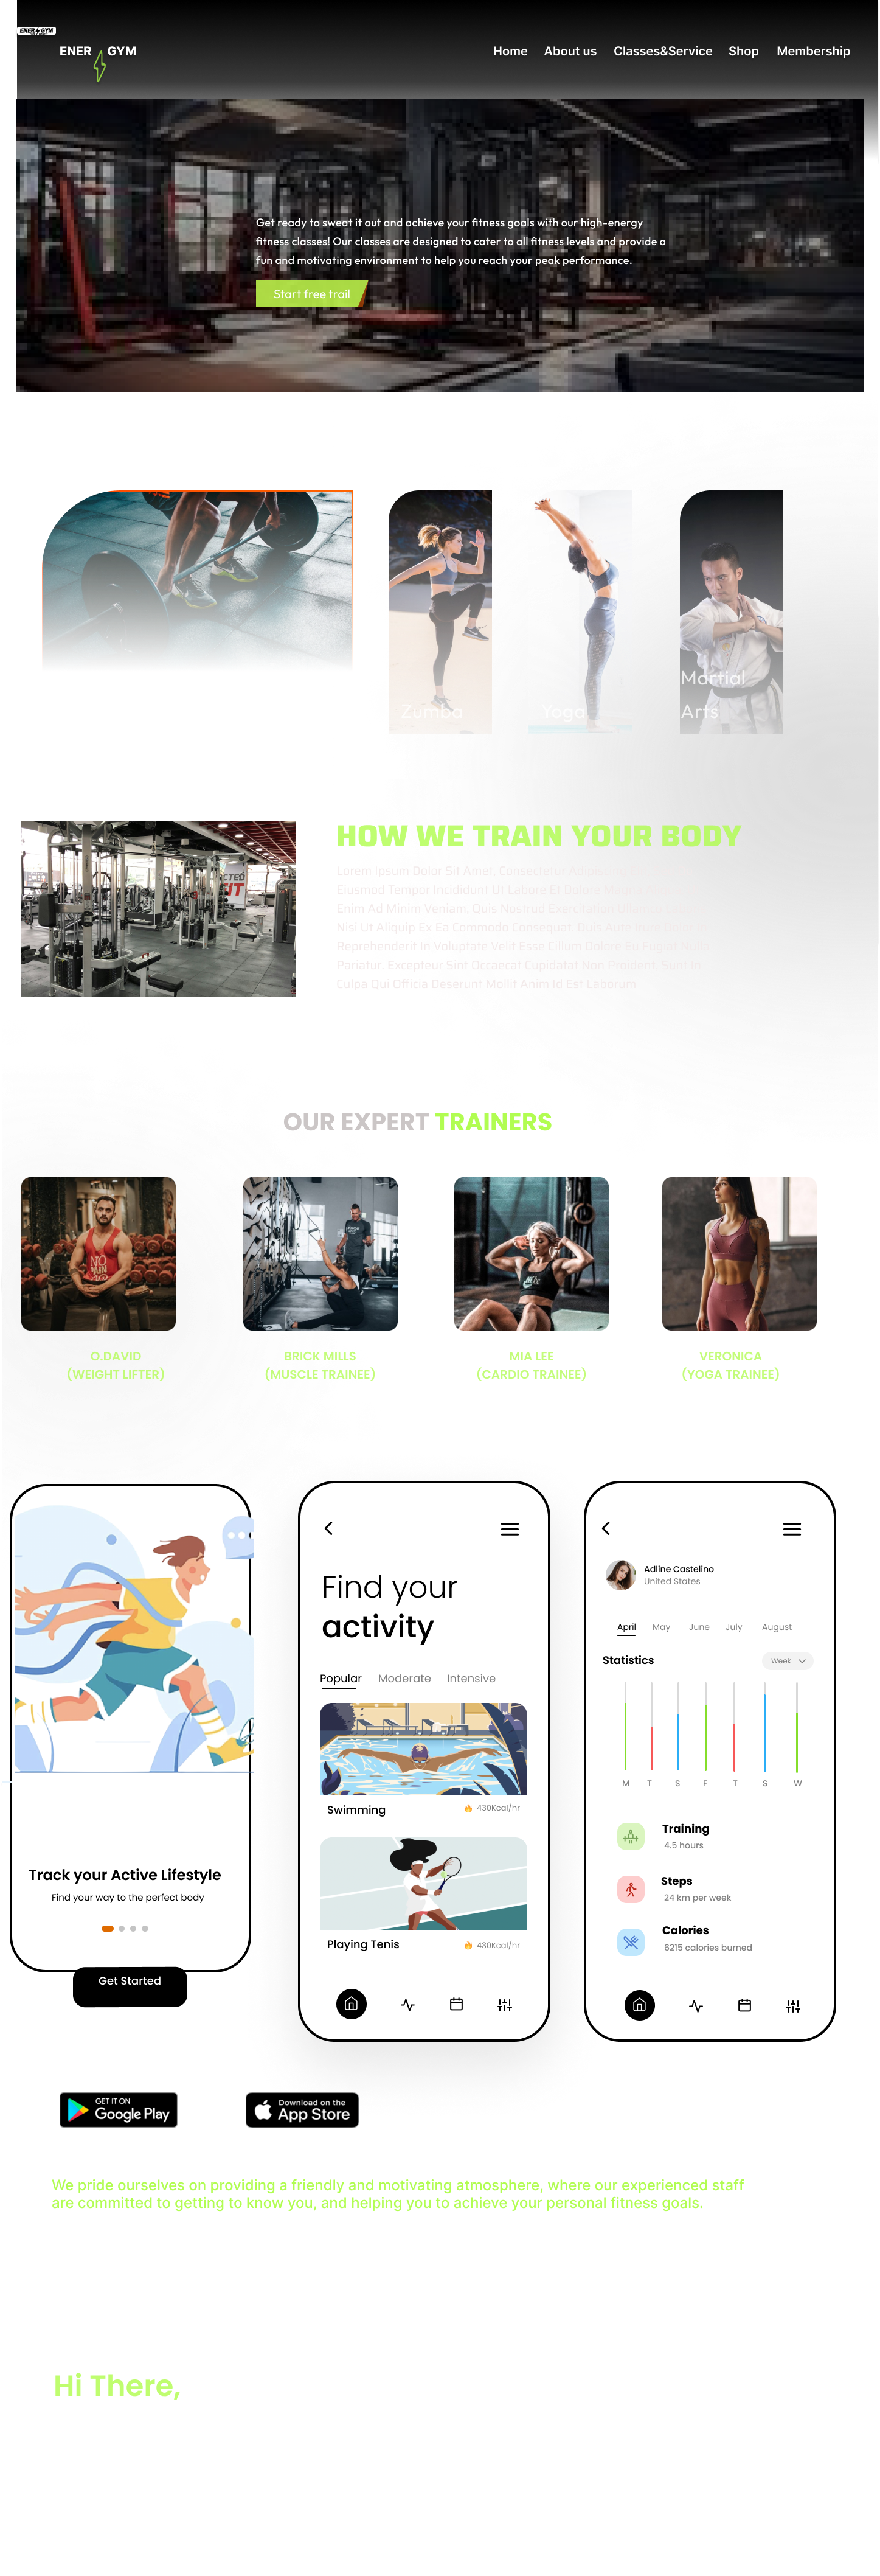 ENER GYM
ENER GYM
Home About us Classes&Service Shop Membership
Get ready to sweat it out and achieve your fitness goals with our high-energy
fitness classes! Our classes are designed to cater to all fitness levels and provide a
fun and motivating environment to help you reach your peak performance.
Start free trail
Zumba
Yoga
Martial
Arts
HOW WE TRAIN YOUR BODY
Lorem Ipsum Dolor Sit Amet, Consectetur
Eiusmod Tempor Incididunt Ut Labore Et Dolore Magna
Enim Ad Minim Veniam, Quis Nostrud Exercitation
Nisi Ut Aliquip Ex Ea Commodo Consequat. Duis Aute
Reprehenderit In Voluptate Velit Esse Cillum Dolore Eu Fugiat Nulla
Pariatur. Excepteur Sint Occaecat Cupidatat Non Proident, Sunt In
Culpa Qui Officia Deserunt Mollit Anim Id Est Laborum
OUR EXPERT TRAINERS
O.DAVID
(WEIGHT LIFTER)
BRICK MILLS
(MUSCLE TRAINEE)
MIA LEE
(CARDIO TRAINEE)
VERONICA
(YOGA TRAINEE)
Track your Active Lifestyle
Find your way to the perfect body
Get Started
Find your
activity
Popular Moderate Intensive
Swimming
430Kcal/hr
Playing Tenis
430Kcal/hr
Adline Castelino
United States
April May June July August
Statistics
Week
M T S F T S W
Training
4.5 hours
Steps
24 km per week
Calories
6215 calories burned
GET IT ON
Google Play
Download on the
App Store
We pride ourselves on providing a friendly and motivating atmosphere, where our experienced staff
are committed to getting to know you, and helping you to achieve your personal fitness goals.
Hi There,